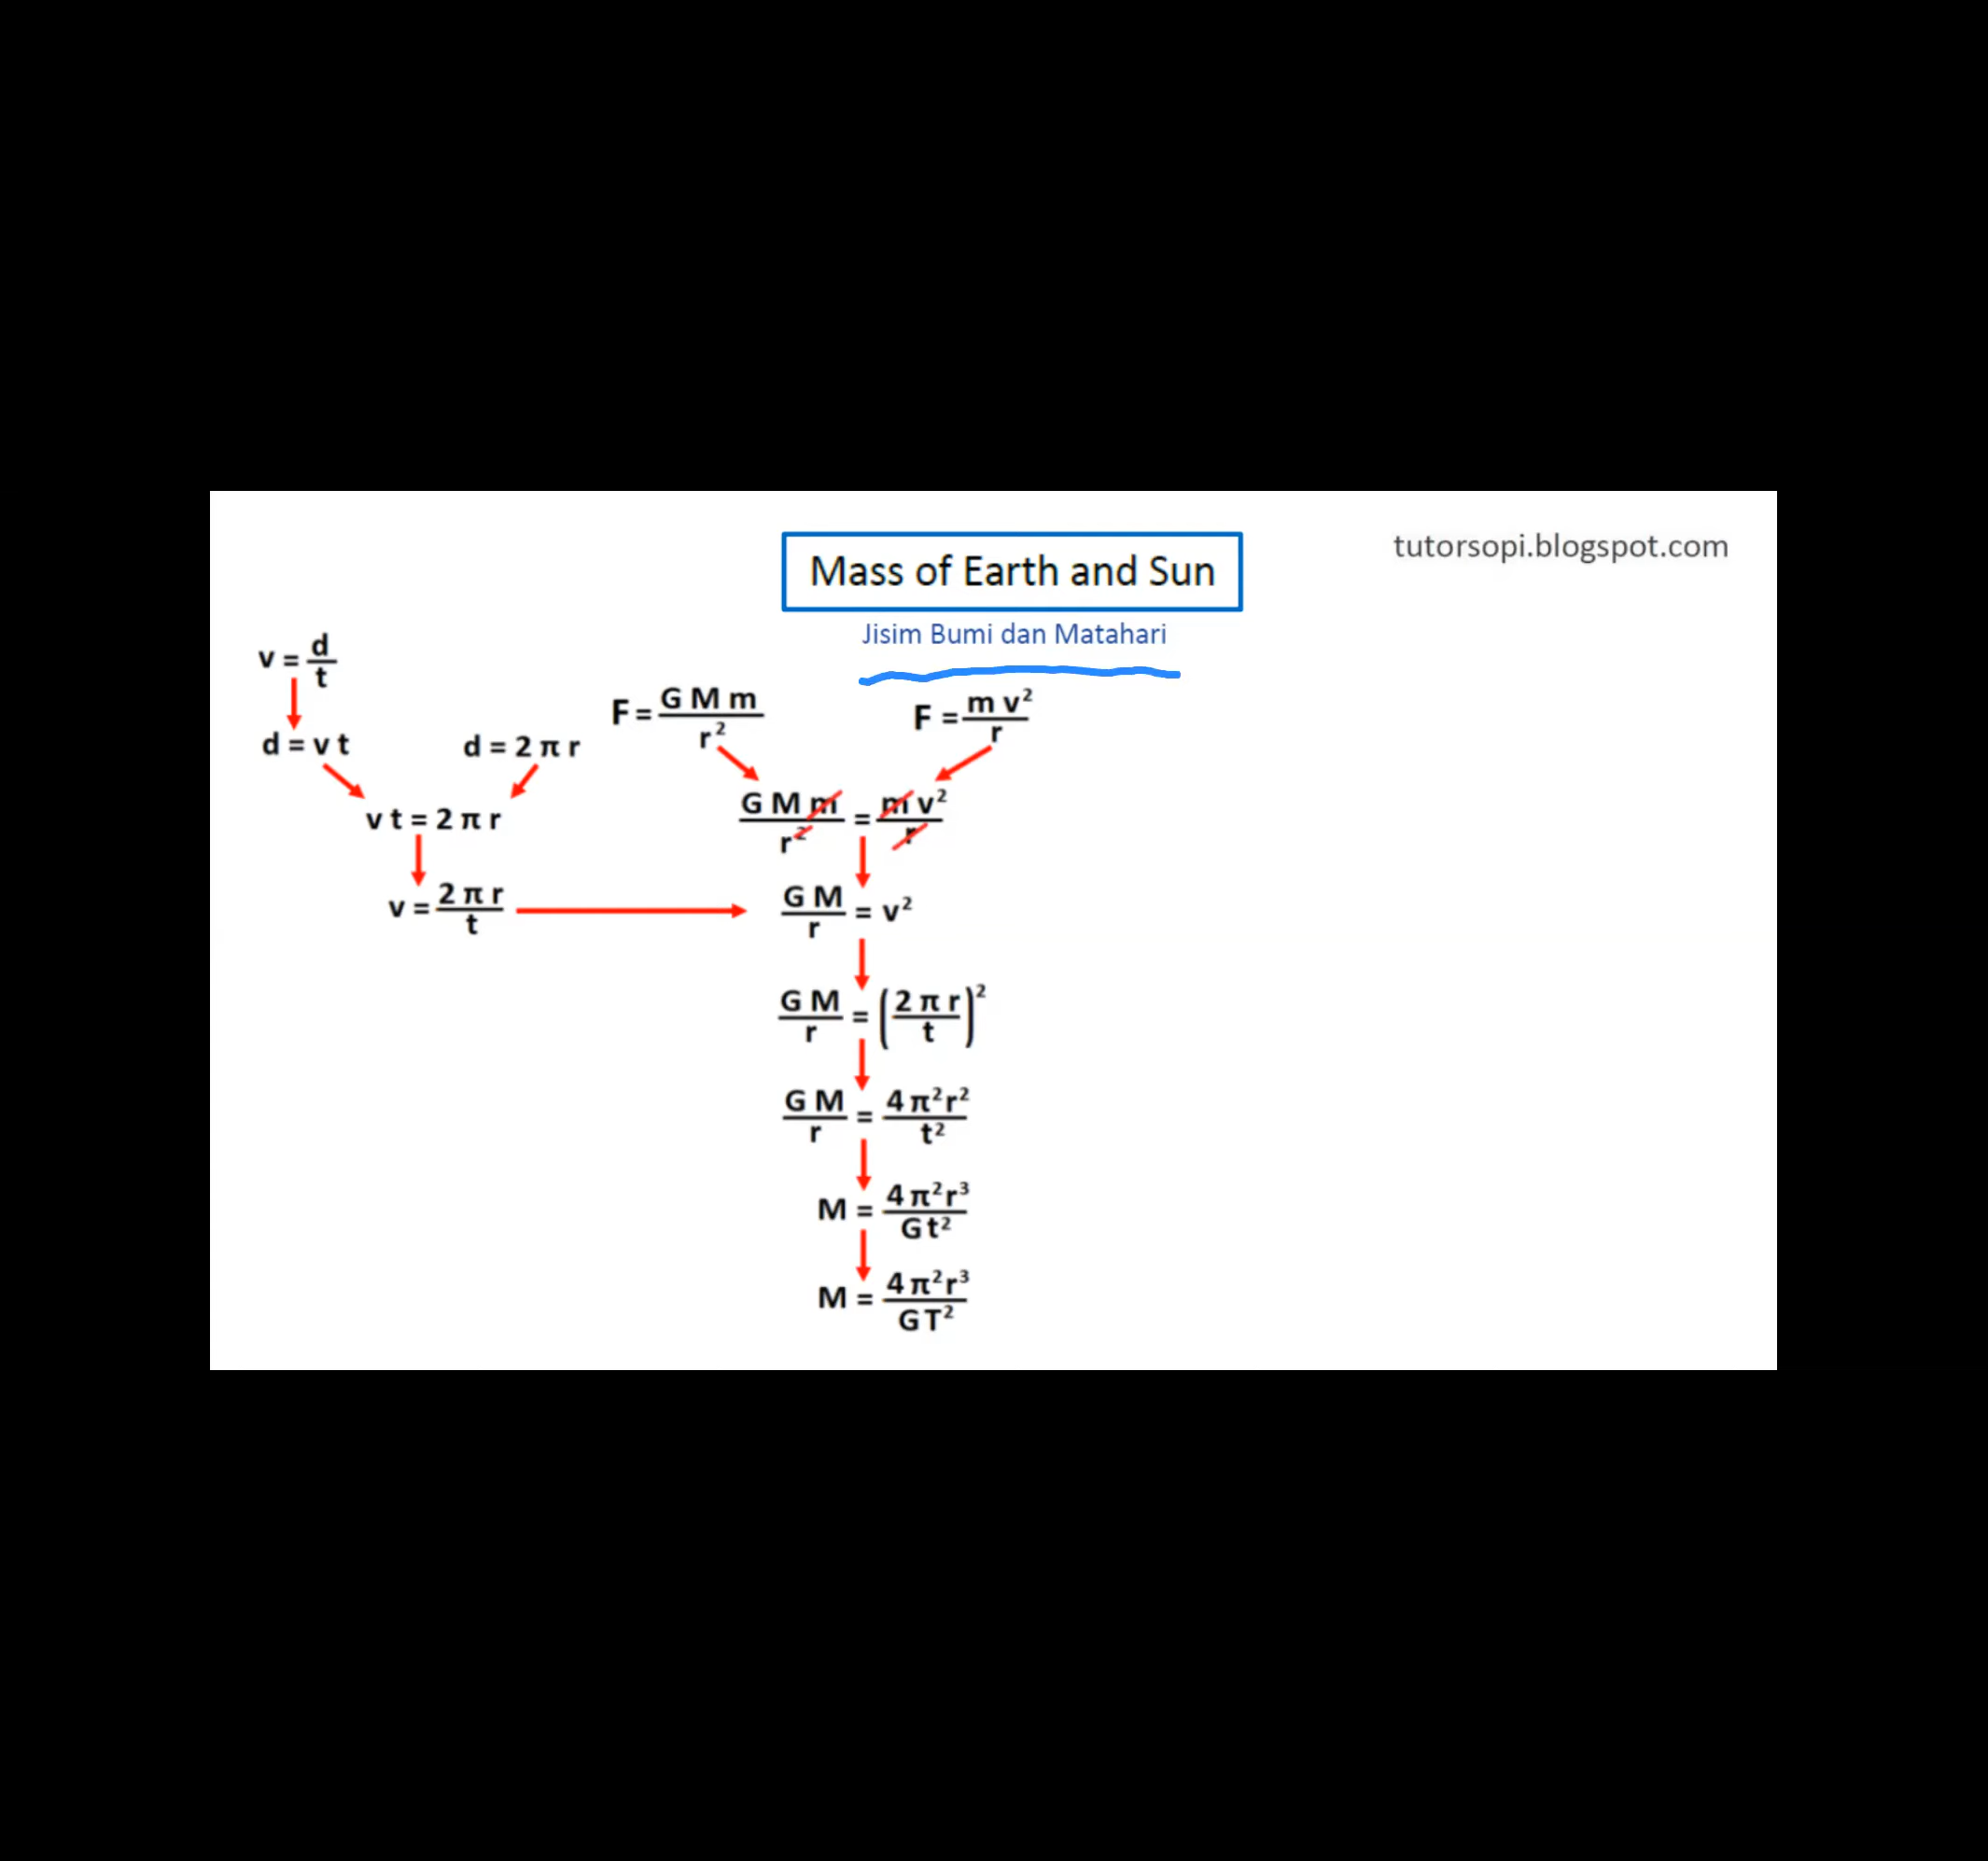 tutorsopi.blogspot.com
Mass of Earth and Sun
Jisim Bumi dan Matahari
v = d/t
d = v t
d = 2 π r
v t = 2 π r
v = 2 π r / t
F = G M m / r²
F = m v² / r
G M m / r² = m v² / r
G M / r = v²
G M / r = (2 π r / t)²
G M / r = 4 π² r² / t²
M = 4 π² r³ / G t²
M = 4 π² r³ / G T²